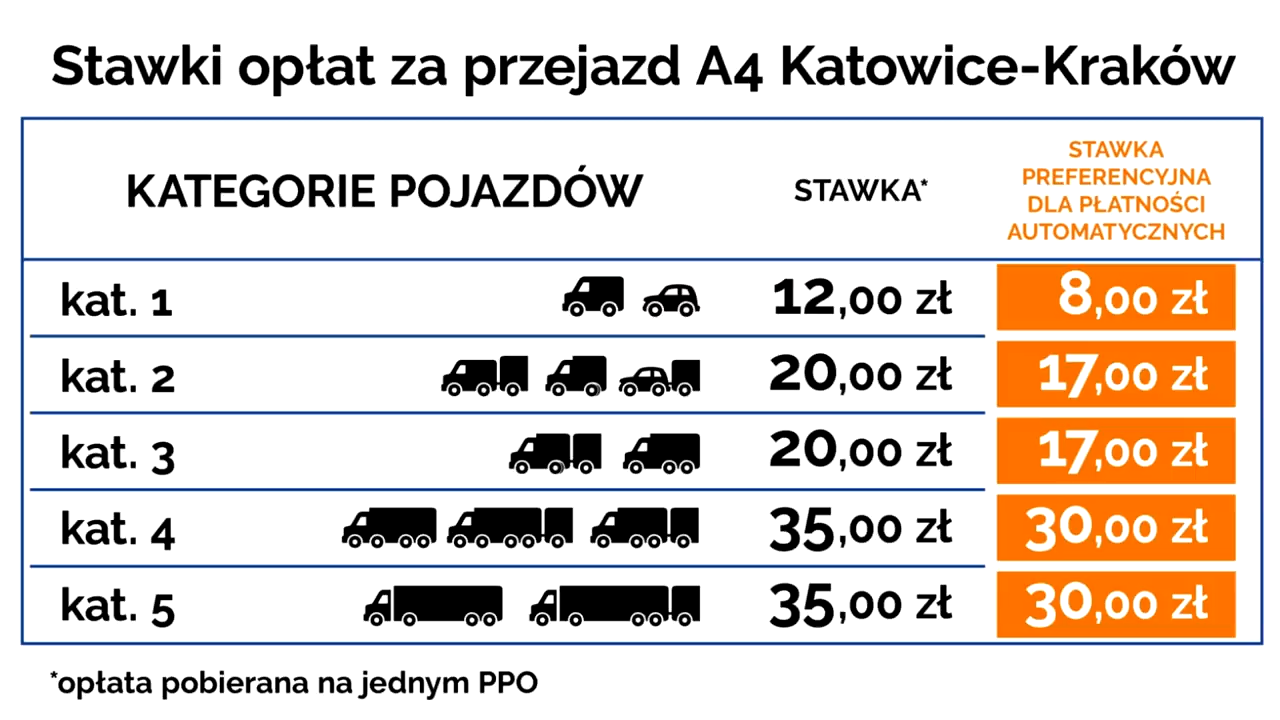 Stawki opłat za przejazd A4 Katowice-Kraków
KATEGORIE POJAZDÓW
STAWKA*
STAWKA
PREFERENCYJNA
DLA PŁATNOŚCI
AUTOMATYCZNYCH
kat. 1 12,00 zł 8,00 zł
kat. 2 20,00 zł 17,00 zł
kat. 3 20,00 zł 17,00 zł
kat. 4 35,00 zł 30,00 zł
kat. 5 35,00 zł 30,00 zł
*opłata pobierana na jednym PPO